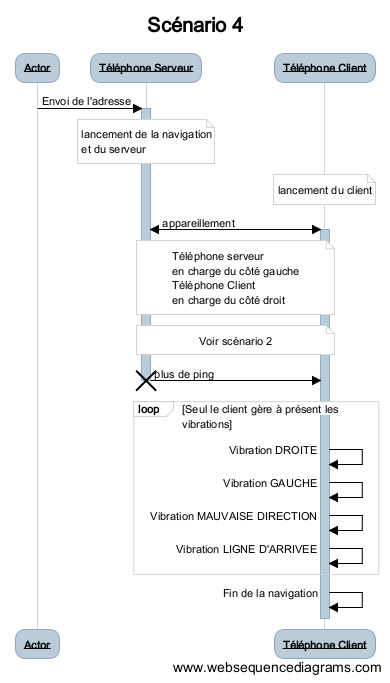 Scénario 4
Actor
Téléphone Serveur
Téléphone Client
Envoi de l'adresse
lancement de la navigation
et du serveur
lancement du client
appareillement
Téléphone serveur
en charge du côté gauche
Téléphone Client
en charge du côté droit
Voir scénario 2
plus de ping
loop
[Seul le client gère à présent les
vibrations]
Vibration DROITE
Vibration GAUCHE
Vibration MAUVAISE DIRECTION
Vibration LIGNE D'ARRIVEE
Fin de la navigation
Actor
Téléphone Client
www.websequencediagrams.com